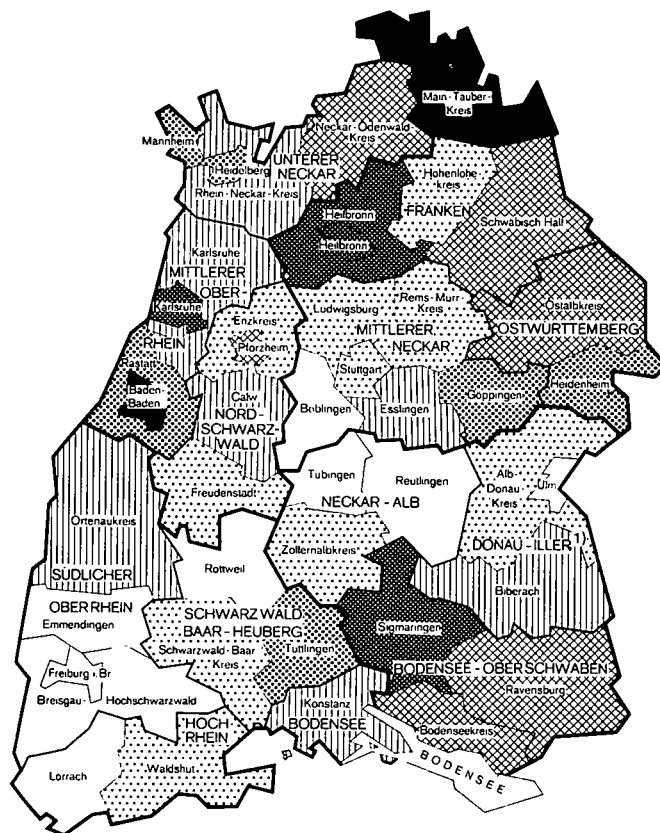 Main-Tauber-
Kreis
Neckar-Odenwald-
Kreis
Mannheim
UNTERER
NECKAR
Heidelberg
Rhein-Neckar-Kreis
Hohenlohe-
kreis
FRANKEN
Heilbronn
Heilbronn
Schwäbisch Hall
Karlsruhe
MITTLERER
OBER
Karlsruhe
RHEIN
Ludwigsburg
Rems-Murr-
Kreis
MITTLERER
NECKAR
Ostalbkreis
OSTWÜRTTEMBERG
Enzkreis
Pforzheim
Rastatt
Baden-
Baden
Stuttgart
Böblingen
Esslingen
Göppingen
Heidenheim
Calw
NORD-
SCHWARZ-
WALD
Freudenstadt
Tübingen
Reutlingen
NECKAR-ALB
Zollernalbkreis
Alb-
Donau-
Kreis
Ulm
DONAU-ILLER 1)
Ortenaukreis
SÜDLICHER
OBERRHEIN
Emmendingen
Rottweil
Biberach
SCHWARZWALD
BAAR-HEUBERG
Schwarzwald-Baar
Kreis
Tuttlingen
Sigmaringen
BODENSEE-OBERSCHWABEN
Ravensburg
Freiburg i.Br
Breisgau-
Hochschwarzwald
Konstanz
BODENSEE
Bodenseekreis
HOCH
RHEIN
Lörrach
Waldshut
BODENSEE